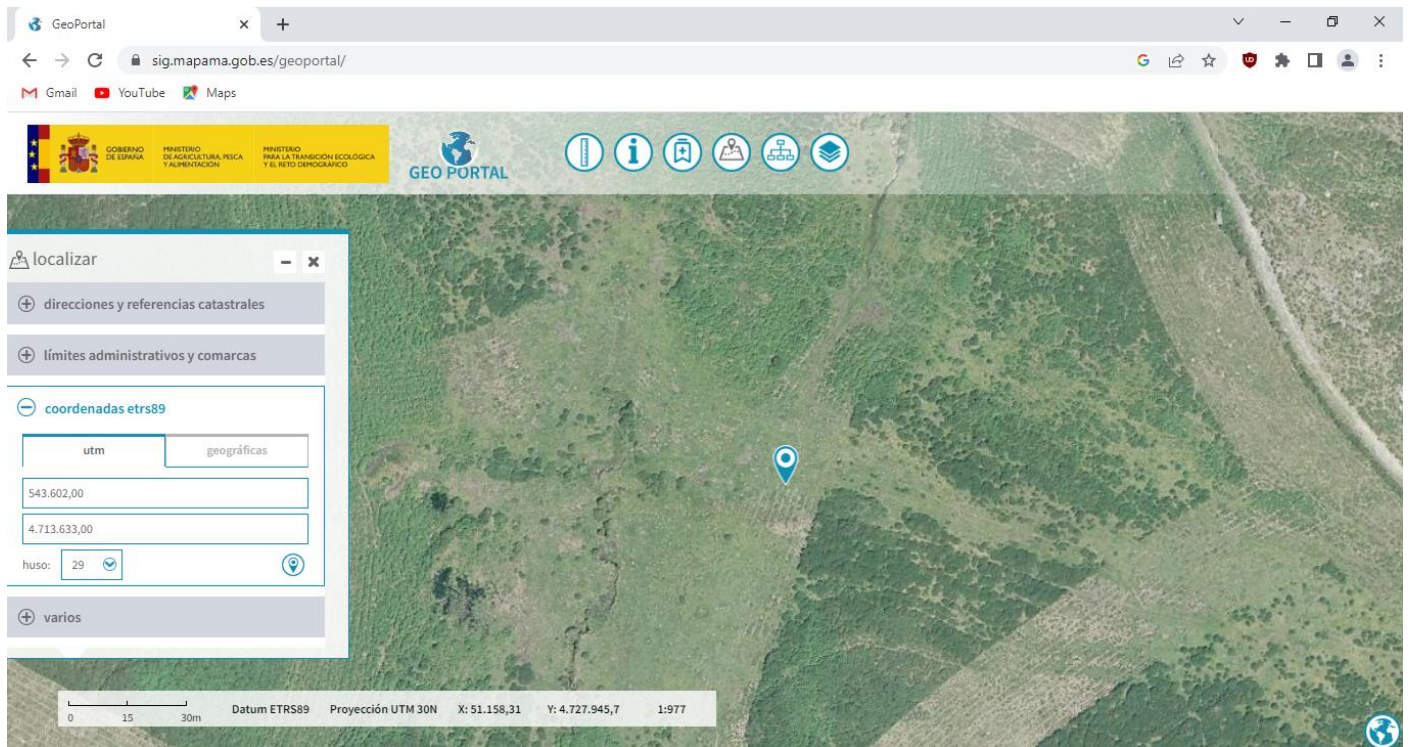 GeoPortal
sig.mapama.gob.es/geoportal/
Gmail YouTube Maps
GOBIERNO
DE ESPAÑA
MINISTERIO
DE AGRICULTURA, PESCA
Y ALIMENTACIÓN
MINISTERIO
PARA LA TRANSICIÓN ECOLÓGICA
Y EL RETO DEMOGRÁFICO
GEO PORTAL
localizar
direcciones y referencias catastrales
límites administrativos y comarcas
coordenadas etrs89
utm geográficas
543.602,00
4.713.633,00
huso: 29
varios
0 15 30m Datum ETRS89 Proyección UTM 30N X: 51.158,31 Y: 4.727.945,7 1:977